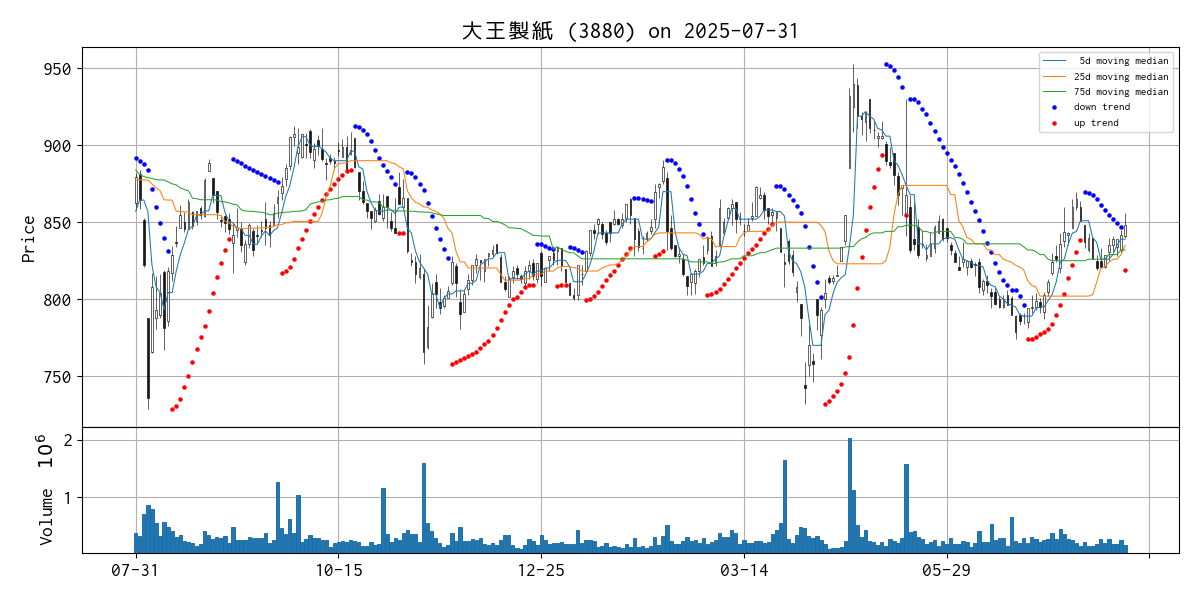 大王製紙 (3880) on 2025-07-31
950
900
850
800
750
Price
5d moving median
25d moving median
75d moving median
down trend
up trend
2
1
Volume 10^6
07-31
10-15
12-25
03-14
05-29